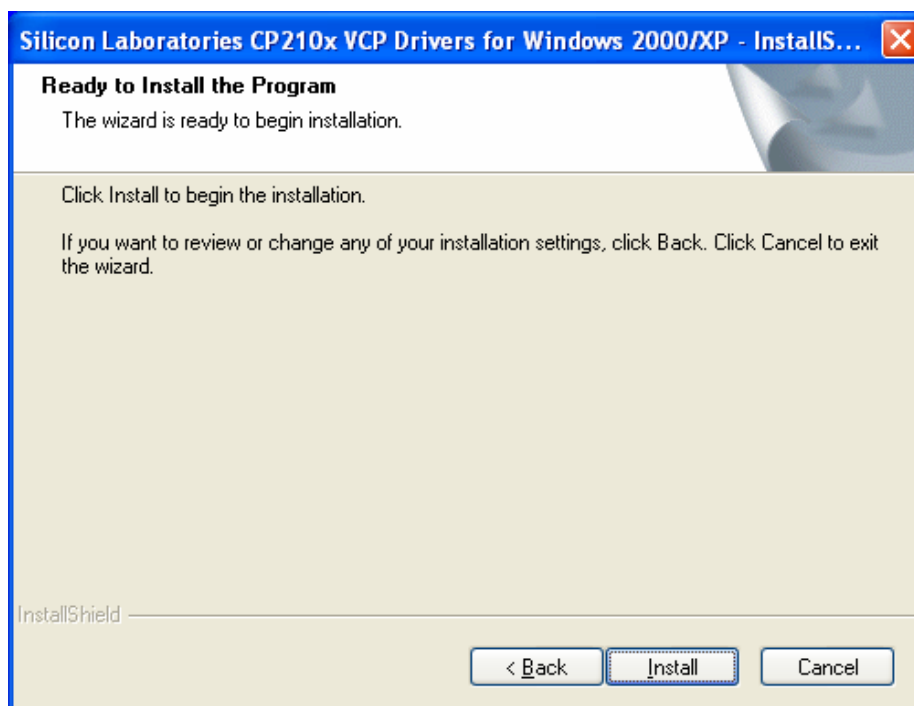 Silicon Laboratories CP210x VCP Drivers for Windows 2000/XP - InstallS...
Ready to Install the Program
The wizard is ready to begin installation.
Click Install to begin the installation.
If you want to review or change any of your installation settings, click Back. Click Cancel to exit
the wizard.
InstallShield
< Back Install Cancel